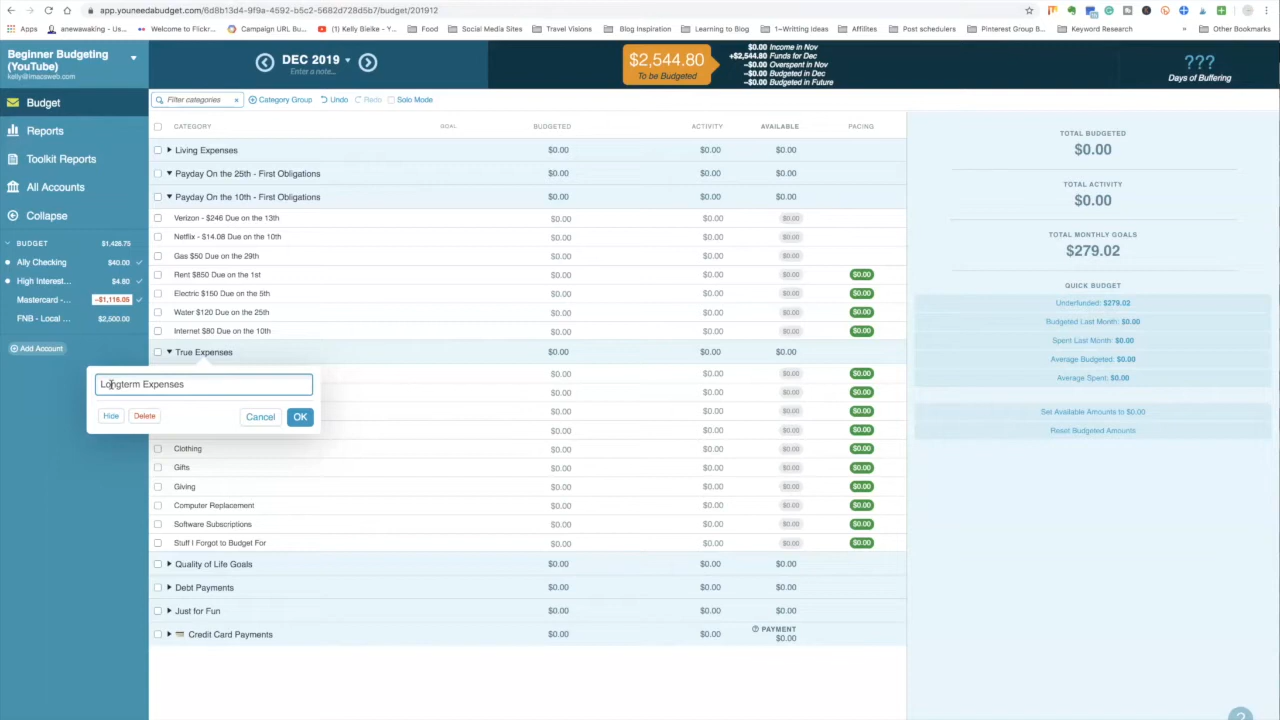 app.youneedabudget.com/6d8b13d4-9f9a-4592-b5c2-5682d728d5b7/budget/201912
Apps anewawaking - Us... Welcome to Flickr... Campaign URL Bu... (1) Kelly Bielke - Y... Food Social Media Sites Travel Visions Blog Inspiration Learning to Blog 1~Writting Ideas Affilites Post schedulers Pinterest Group B... Keyword Research » Other Bookmarks
Beginner Budgeting
(YouTube)
kelly@tmacsweb.com
DEC 2019
Enter a note...
$2,544.80
To be Budgeted
$0.00 Income in Nov
+$2,544.80 Funds for Dec
–$0.00 Overspent in Nov
–$0.00 Budgeted in Dec
–$0.00 Budgeted in Future
???
Days of Buffering
Budget
Reports
Toolkit Reports
All Accounts
Collapse
BUDGET $1,428.75
Ally Checking $40.00
High Interest... $4.80
Mastercard -... –$1,116.05
FNB - Local ... $2,500.00
Add Account
Filter categories Category Group Undo Redo Solo Mode
CATEGORY GOAL BUDGETED ACTIVITY AVAILABLE PACING
Living Expenses $0.00 $0.00 $0.00
Payday On the 25th - First Obligations $0.00 $0.00 $0.00
Payday On the 10th - First Obligations $0.00 $0.00 $0.00
Verizon - $246 Due on the 13th $0.00 $0.00 $0.00
Netflix - $14.08 Due on the 10th $0.00 $0.00 $0.00
Gas $50 Due on the 29th $0.00 $0.00 $0.00
Rent $850 Due on the 1st $0.00 $0.00 $0.00 $0.00
Electric $150 Due on the 5th $0.00 $0.00 $0.00 $0.00
Water $120 Due on the 25th $0.00 $0.00 $0.00 $0.00
Internet $80 Due on the 10th $0.00 $0.00 $0.00 $0.00
True Expenses $0.00 $0.00 $0.00
$0.00 $0.00 $0.00 $0.00
$0.00 $0.00 $0.00 $0.00
$0.00 $0.00 $0.00 $0.00
$0.00 $0.00 $0.00 $0.00
Clothing $0.00 $0.00 $0.00 $0.00
Gifts $0.00 $0.00 $0.00 $0.00
Giving $0.00 $0.00 $0.00 $0.00
Computer Replacement $0.00 $0.00 $0.00 $0.00
Software Subscriptions $0.00 $0.00 $0.00 $0.00
Stuff I Forgot to Budget For $0.00 $0.00 $0.00 $0.00
Quality of Life Goals $0.00 $0.00 $0.00
Debt Payments $0.00 $0.00 $0.00
Just for Fun $0.00 $0.00 $0.00
PAYMENT
Credit Card Payments $0.00 $0.00 $0.00
Longterm Expenses
Hide Delete Cancel OK
TOTAL BUDGETED
$0.00
TOTAL ACTIVITY
$0.00
TOTAL MONTHLY GOALS
$279.02
QUICK BUDGET
Underfunded: $279.02
Budgeted Last Month: $0.00
Spent Last Month: $0.00
Average Budgeted: $0.00
Average Spent: $0.00
Set Available Amounts to $0.00
Reset Budgeted Amounts
?